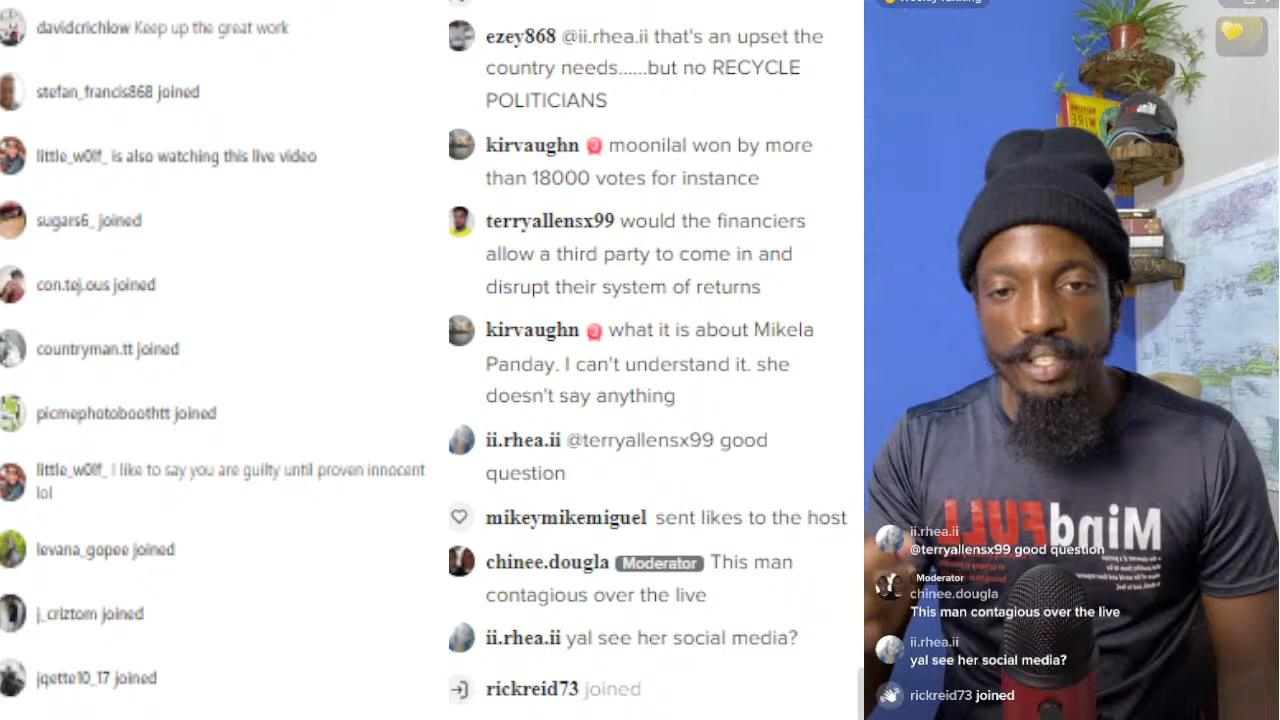 davidcrichlow Keep up the great work
stefan_francis868 joined
little_w0lf_ is also watching this live video
sugars6_ joined
con.tej.ous joined
countryman.tt joined
picmephotoboothtt joined
little_w0lf_ I like to say you are guilty until proven innocent
lol
levana_gopee joined
j_criztom joined
jqette10_17 joined
ezey868 @ii.rhea.ii that's an upset the
country needs......but no RECYCLE
POLITICIANS
kirvaughn moonilal won by more
than 18000 votes for instance
terryallensx99 would the financiers
allow a third party to come in and
disrupt their system of returns
kirvaughn what it is about Mikela
Panday. I can't understand it. she
doesn't say anything
ii.rhea.ii @terryallensx99 good
question
mikeymikemiguel sent likes to the host
chinee.dougla Moderator This man
contagious over the live
ii.rhea.ii yal see her social media?
rickreid73 joined
WIRE
MindFULL
ii.rhea.ii
@terryallensx99 good question
Moderator
chinee.dougla
This man contagious over the live
ii.rhea.ii
yal see her social media?
rickreid73 joined